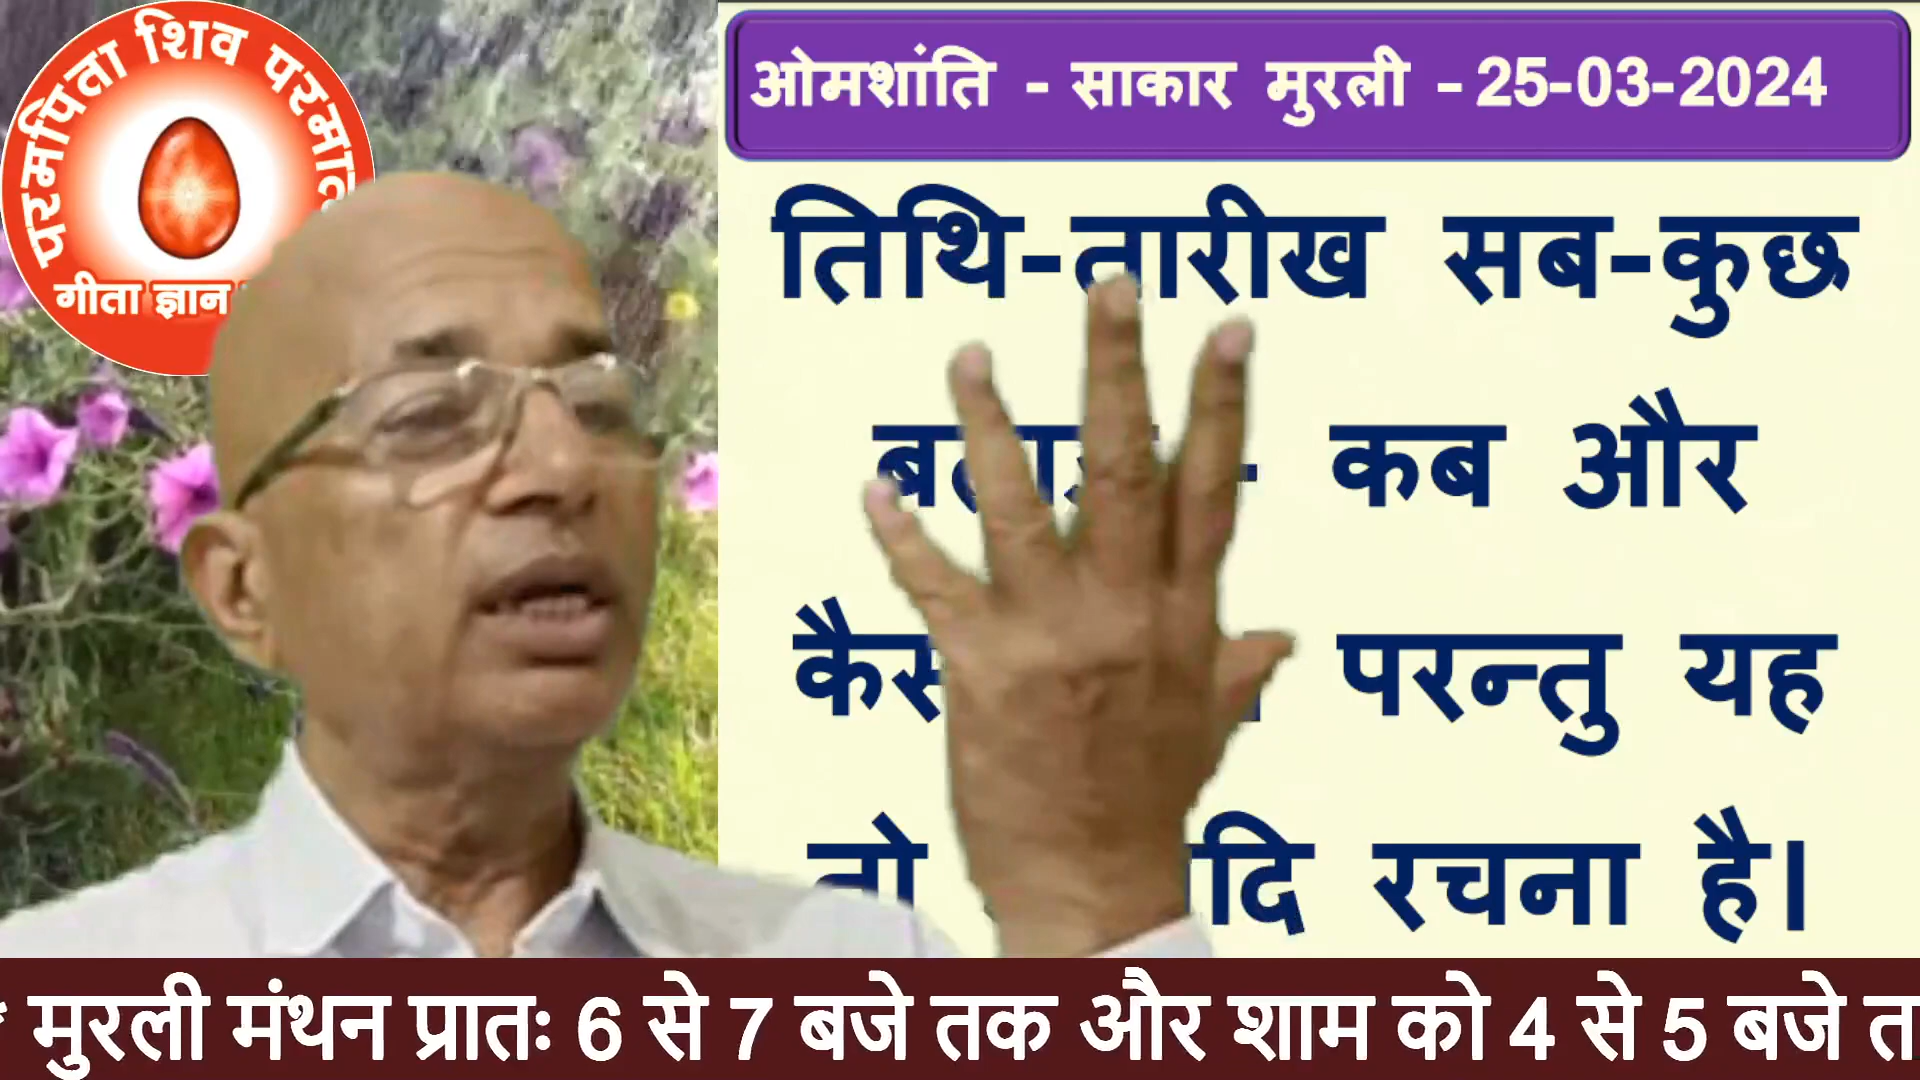 परमपिता शिव
गीता ज्ञान
ओमशांति - साकार मुरली - 25-03-2024
तिथि-तारीख सब-कुछ
कब और
परन्तु यह
रचना है।
मुरली मंथन प्रातः 6 से 7 बजे तक और शाम को 4 से 5 बजे